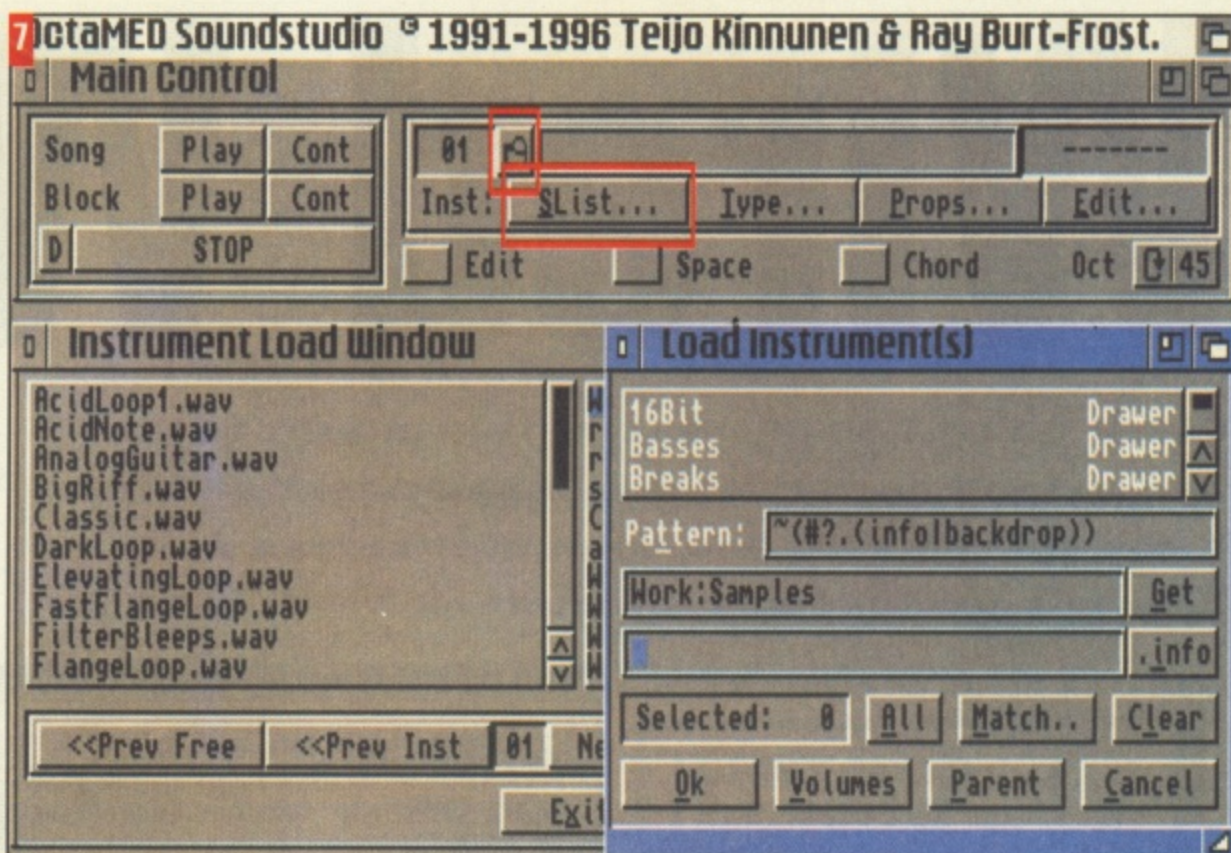 7
OctaMED Soundstudio © 1991-1996 Teijo Kinnunen & Ray Burt-Frost.
Main Control
Song Play Cont
Block Play Cont
D STOP
01 -------
Inst: SList... Type... Props... Edit...
Edit Space Chord Oct 45
Instrument Load Window
AcidLoop1.wav
AcidNote.wav
AnalogGuitar.wav
BigRiff.wav
Classic.wav
DarkLoop.wav
ElevatingLoop.wav
FastFlangeLoop.wav
FilterBleeps.wav
FlangeLoop.wav
<<Prev Free <<Prev Inst 01 Ne
Exit
Load Instrument(s)
16Bit Drawer
Basses Drawer
Breaks Drawer
Pattern: ~(#?.(info|backdrop))
Work:Samples Get
.info
Selected: 0 All Match.. Clear
Ok Volumes Parent Cancel